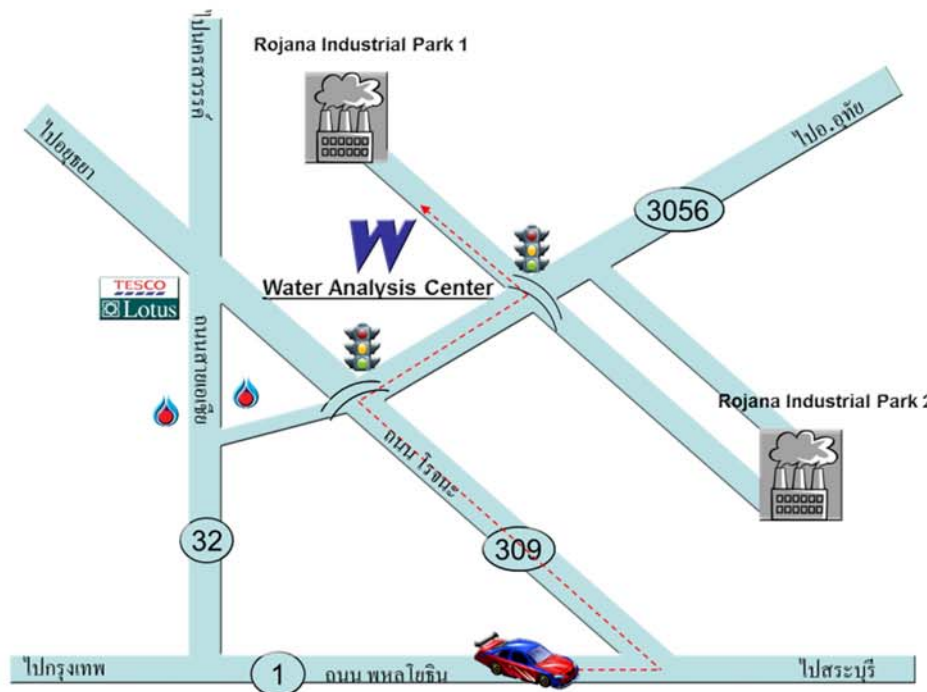 ไปนครสวรรค์
Rojana Industrial Park 1
ไปอยุธยา
ไปอ.อุทัย
3056
W
Water Analysis Center
TESCO
Lotus
ถนนสายเอเซีย
Rojana Industrial Park 2
ถนน โรจนะ
32
309
ไปกรุงเทพ
1
ถนน พหลโยธิน
ไปสระบุรี